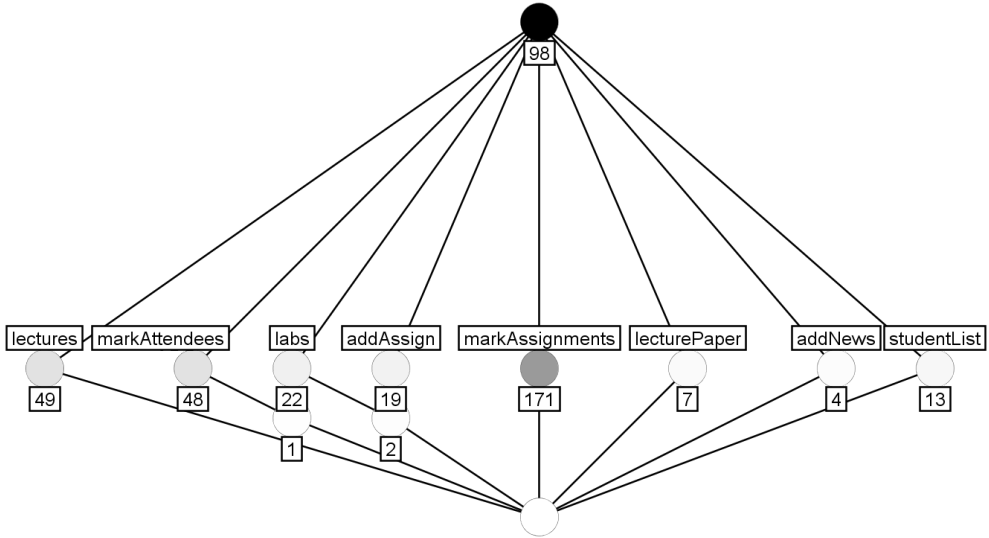 98
lectures markAttendees labs addAssign markAssignments lecturePaper addNews studentList
49 48 22 19 171 7 4 13
1 2